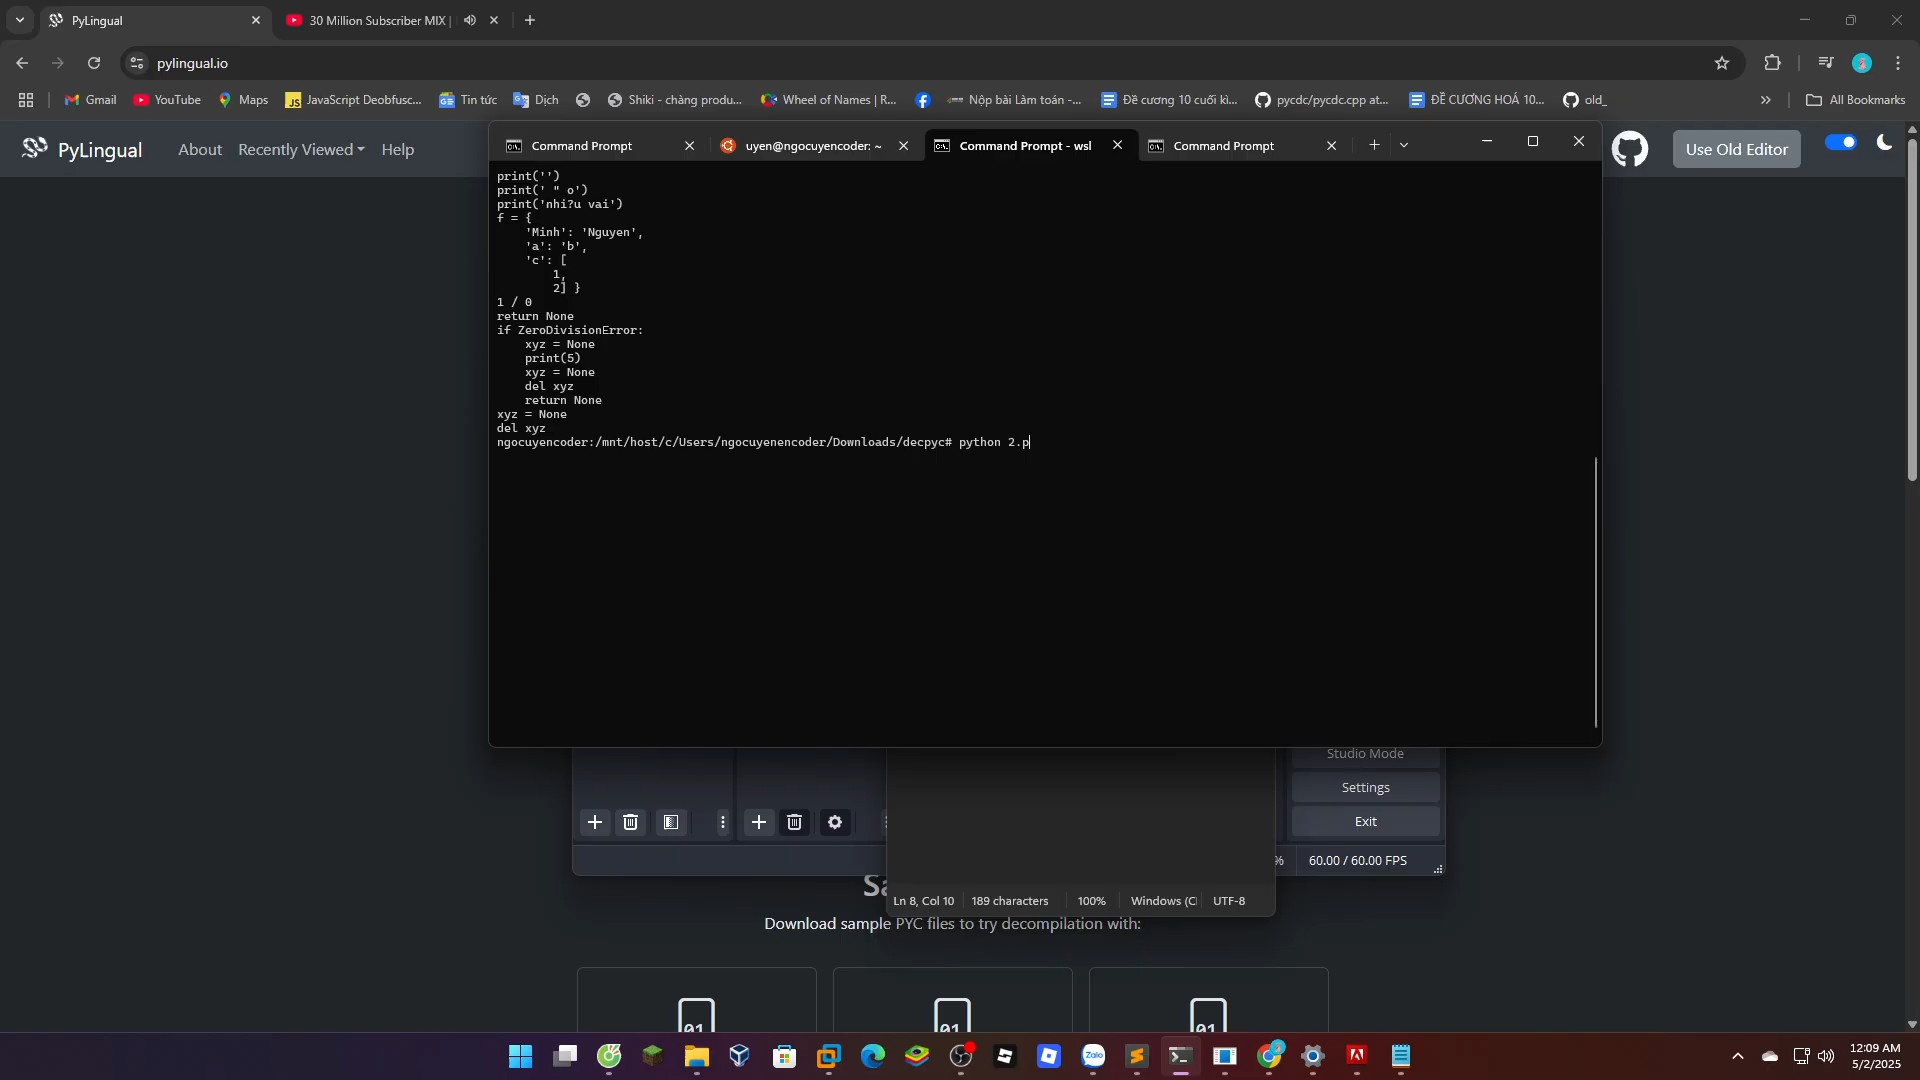 PyLingual
30 Million Subscriber MIX |
pylingual.io
Gmail
YouTube
Maps
JavaScript Deobfusc...
Tin tức
Dịch
Shiki - chàng produ...
Wheel of Names | R...
Nộp bài Làm toán -...
Đề cương 10 cuối kì...
pycdc/pycdc.cpp at...
ĐỀ CƯƠNG HOÁ 10...
old_
All Bookmarks
PyLingual
About
Recently Viewed
Help
Use Old Editor
Command Prompt
uyen@ngocuyencoder: ~
Command Prompt - wsl
Command Prompt
print('')
print(' " o')
print('nhi?u vai')
f = {
    'Minh': 'Nguyen',
    'a': 'b',
    'c': [
        1,
        2] }
1 / 0
return None
if ZeroDivisionError:
    xyz = None
    print(5)
    xyz = None
    del xyz
    return None
xyz = None
del xyz
ngocuyencoder:/mnt/host/c/Users/ngocuyenencoder/Downloads/decpyc# python 2.p
Studio Mode
Settings
Exit
%
60.00 / 60.00 FPS
Ln 8, Col 10
189 characters
100%
Windows (C
UTF-8
Sa
Download sample PYC files to try decompilation with:
01
01
01
Zalo
12:09 AM
5/2/2025